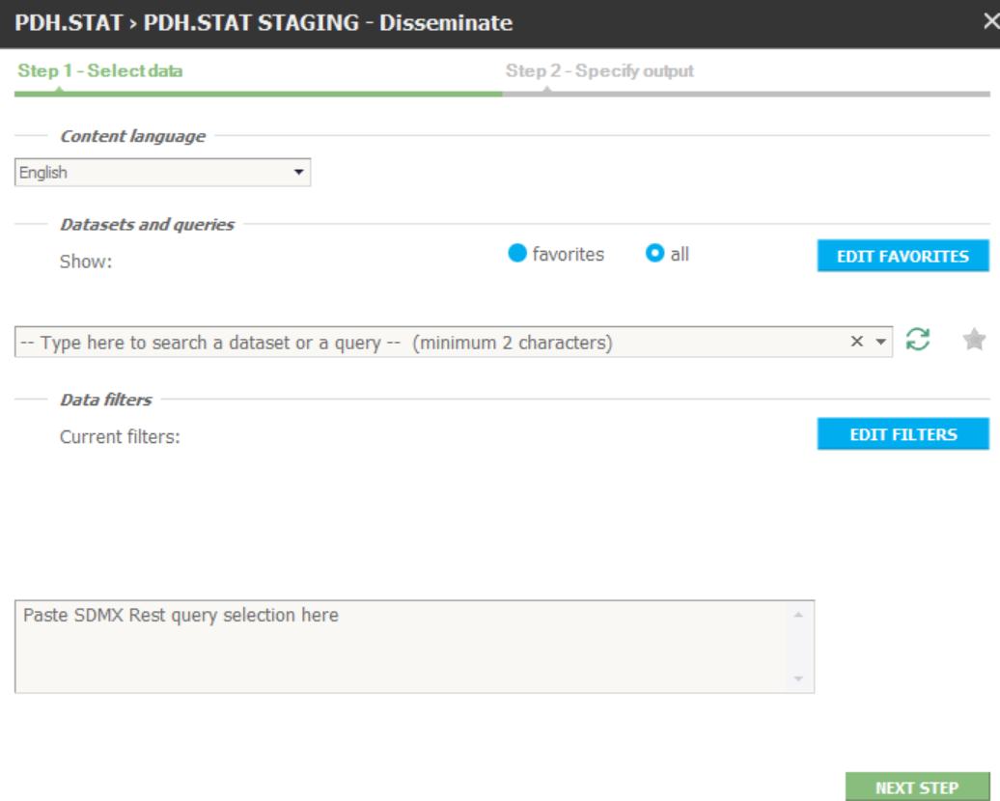 PDH.STAT › PDH.STAT STAGING - Disseminate
Step 1 - Select data
Step 2 - Specify output
Content language
English
Datasets and queries
Show:
favorites
all
EDIT FAVORITES
-- Type here to search a dataset or a query --  (minimum 2 characters)
Data filters
Current filters:
EDIT FILTERS
Paste SDMX Rest query selection here
NEXT STEP